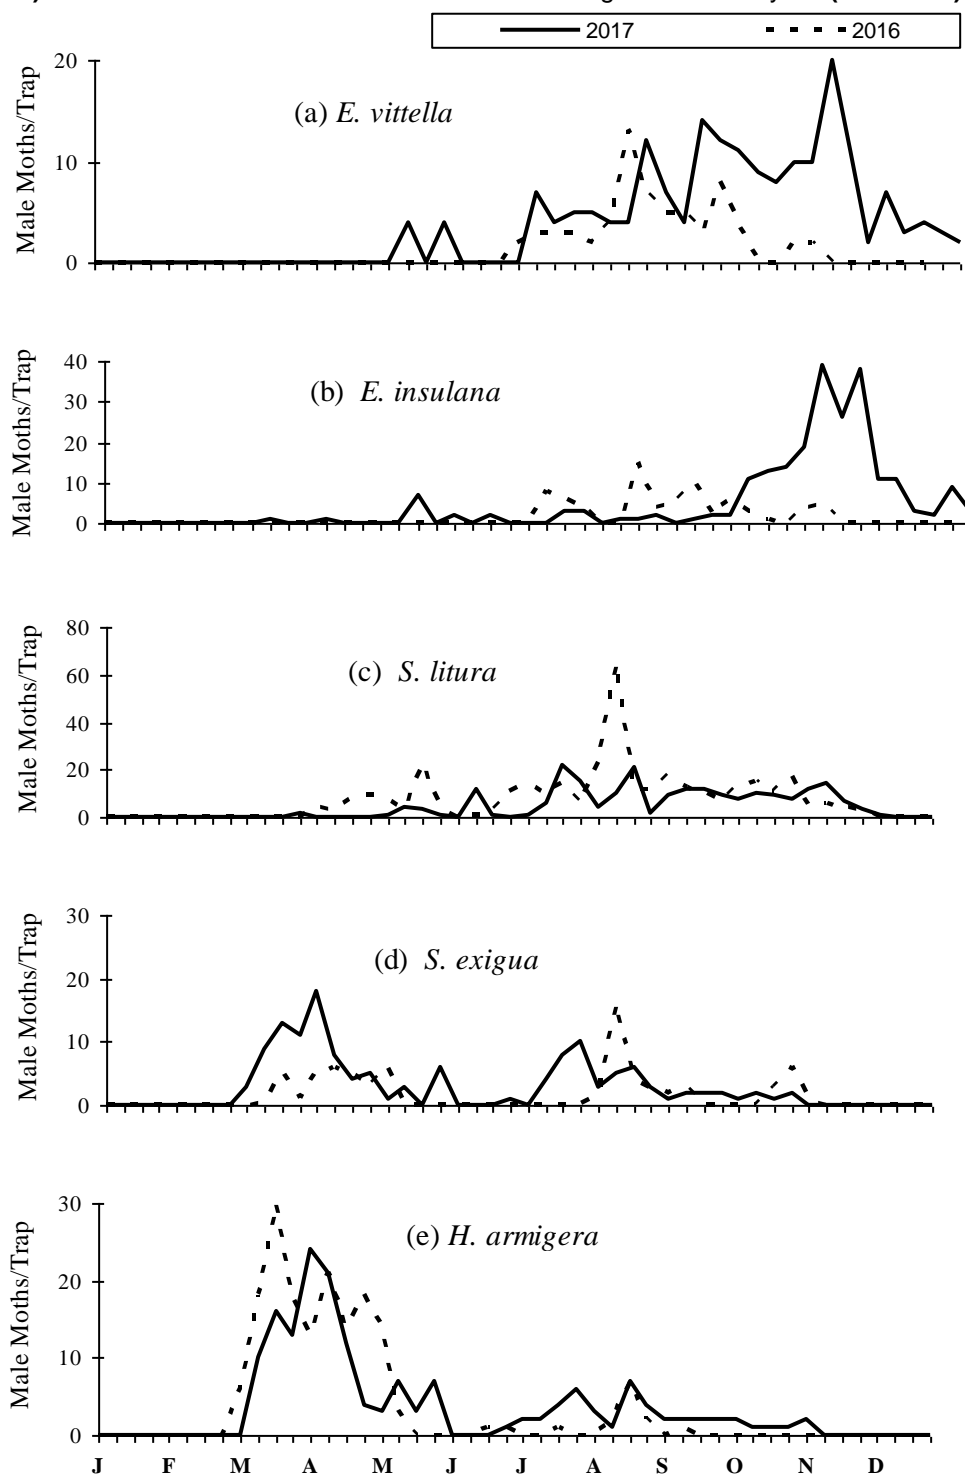 2017 2016
(a) E. vittella
Male Moths/Trap
20
10
0
(b) E. insulana
Male Moths/Trap
40
30
20
10
0
(c) S. litura
Male Moths/Trap
80
60
40
20
0
(d) S. exigua
Male Moths/Trap
30
20
10
0
(e) H. armigera
Male Moths/Trap
30
20
10
0
J F M A M J J A S O N D